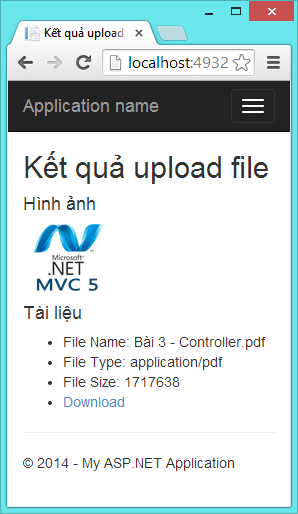 Kết quả upload
localhost:4932
Application name
Kết quả upload file
Hình ảnh
Microsoft
.NET
MVC 5
Tài liệu
File Name: Bài 3 - Controller.pdf
File Type: application/pdf
File Size: 1717638
Download
© 2014 - My ASP.NET Application